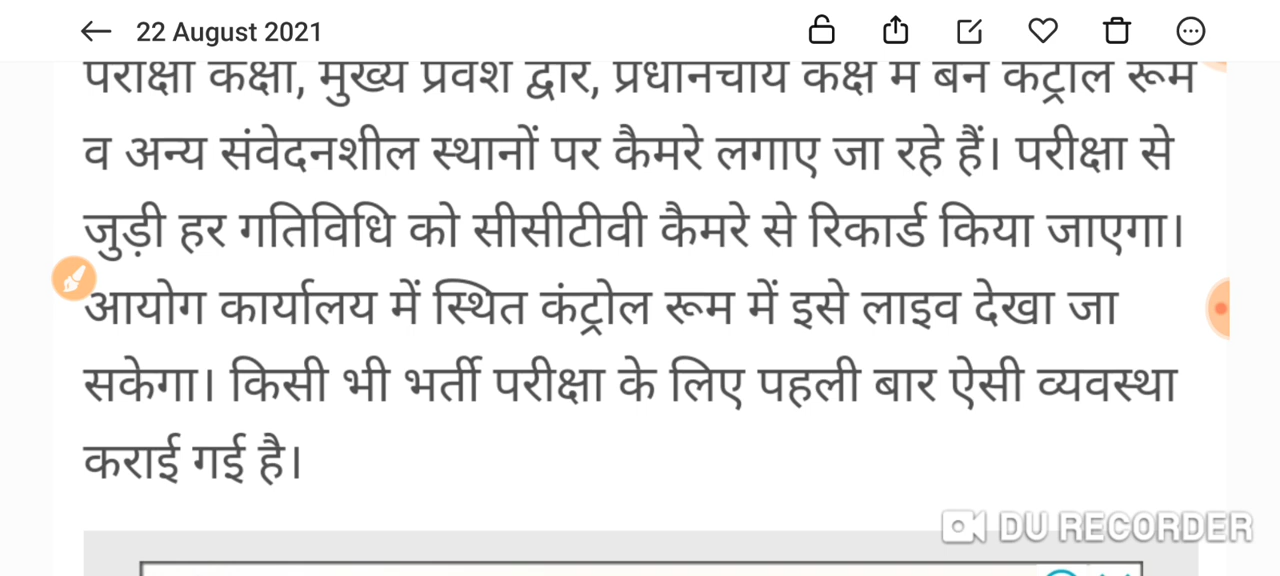 22 August 2021
परीक्षा कक्षा, मुख्य प्रवेश द्वार, प्रधानचार्य कक्ष में बने कंट्रोल रूम
व अन्य संवेदनशील स्थानों पर कैमरे लगाए जा रहे हैं। परीक्षा से
जुड़ी हर गतिविधि को सीसीटीवी कैमरे से रिकार्ड किया जाएगा।
आयोग कार्यालय में स्थित कंट्रोल रूम में इसे लाइव देखा जा
सकेगा। किसी भी भर्ती परीक्षा के लिए पहली बार ऐसी व्यवस्था
कराई गई है।
DU RECORDER